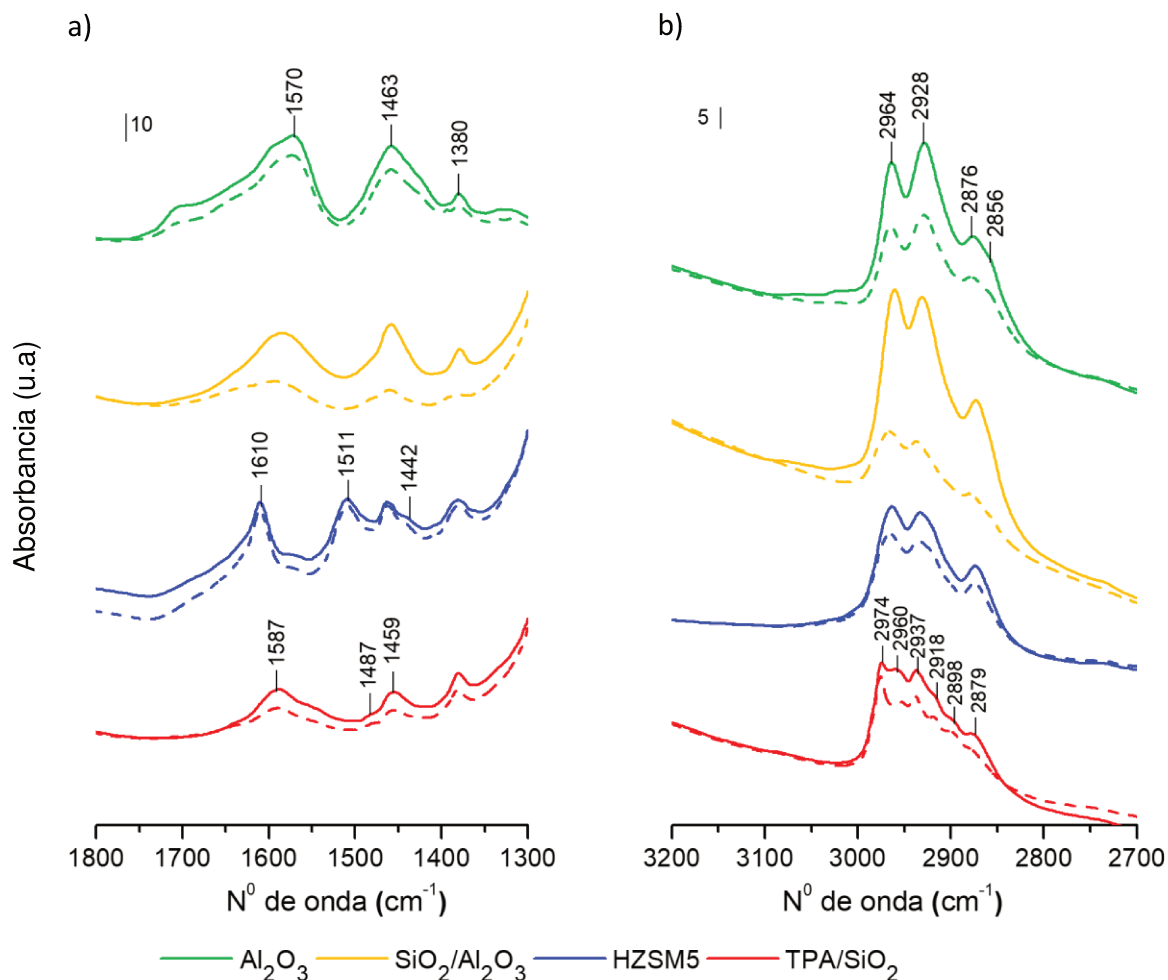 a)
b)
|10
5 |
1570
1463
1380
1610
1511
1442
1587
1487
1459
2964
2928
2876
2856
2974
2960
2937
2918
2898
2879
Absorbancia (u.a)
1800 1700 1600 1500 1400 1300
3200 3100 3000 2900 2800 2700
N⁰ de onda (cm⁻¹)
N⁰ de onda (cm⁻¹)
Al₂O₃ SiO₂/Al₂O₃ HZSM5 TPA/SiO₂